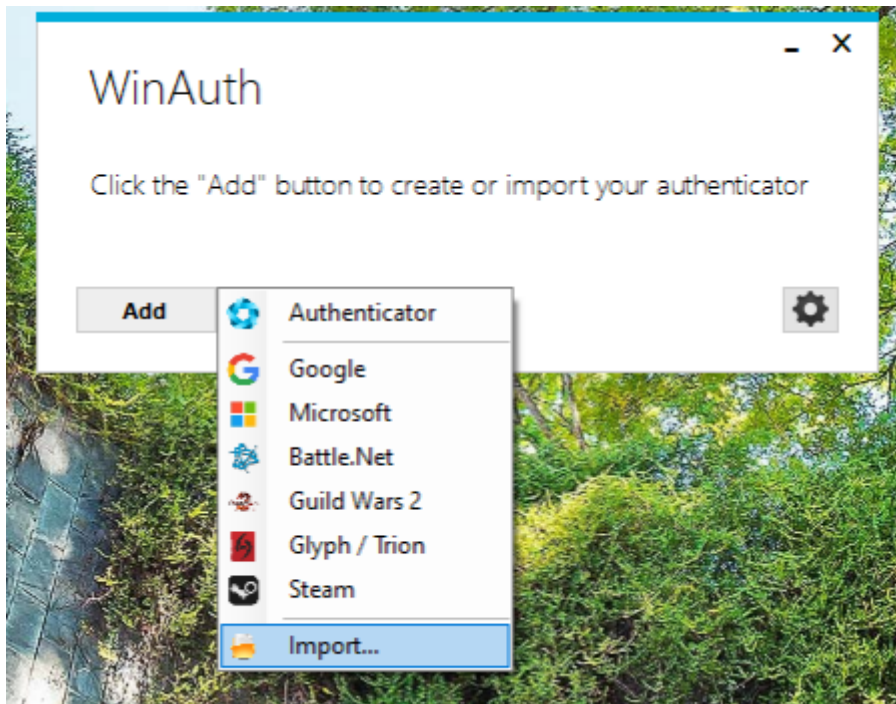 WinAuth
Click the "Add" button to create or import your authenticator
Add
Authenticator
Google
Microsoft
Battle.Net
Guild Wars 2
Glyph / Trion
Steam
Import...